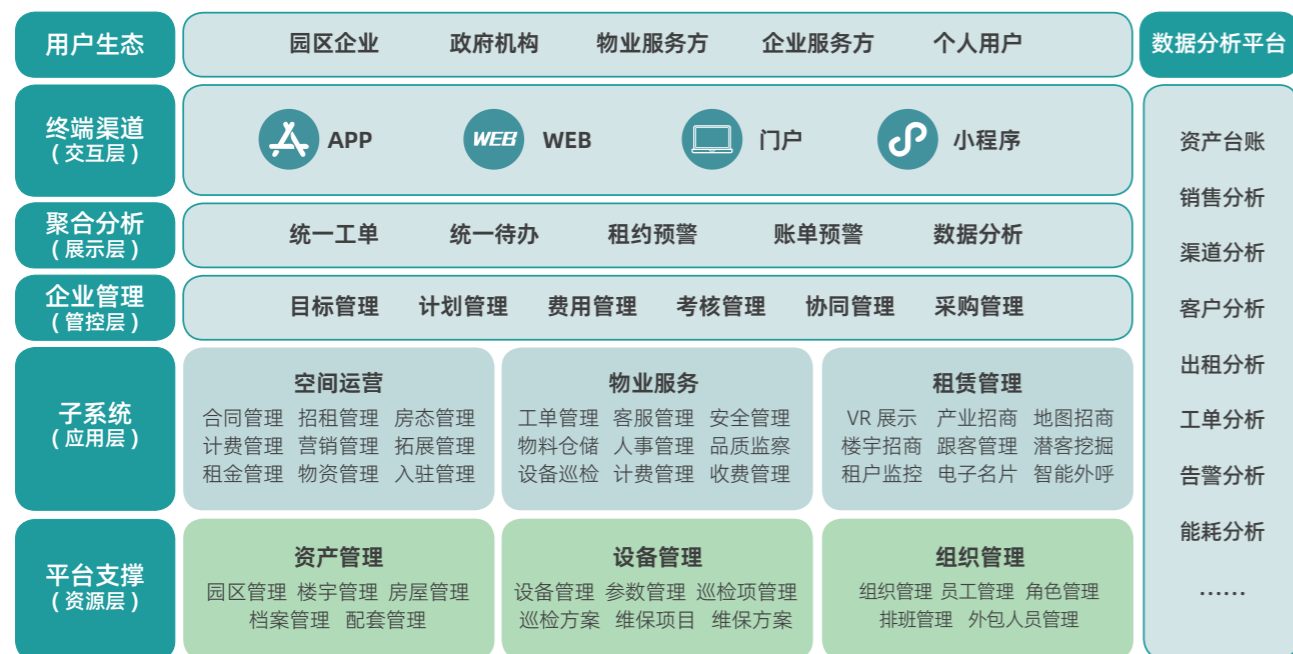 用户生态
园区企业 政府机构 物业服务方 企业服务方 个人用户
终端渠道
(交互层)
APP WEB WEB 门户 小程序
聚合分析
(展示层)
统一工单 统一待办 租约预警 账单预警 数据分析
企业管理
(管控层)
目标管理 计划管理 费用管理 考核管理 协同管理 采购管理
子系统
(应用层)
空间运营
合同管理 招租管理 房态管理
计费管理 营销管理 拓展管理
租金管理 物资管理 入驻管理
物业服务
工单管理 客服管理 安全管理
物料仓储 人事管理 品质监察
设备巡检 计费管理 收费管理
租赁管理
VR 展示 产业招商 地图招商
楼宇招商 跟客管理 潜客挖掘
租户监控 电子名片 智能外呼
平台支撑
(资源层)
资产管理
园区管理 楼宇管理 房屋管理
档案管理 配套管理
设备管理
设备管理 参数管理 巡检项管理
巡检方案 维保项目 维保方案
组织管理
组织管理 员工管理 角色管理
排班管理 外包人员管理
数据分析平台
资产台账
销售分析
渠道分析
客户分析
出租分析
工单分析
告警分析
能耗分析
……